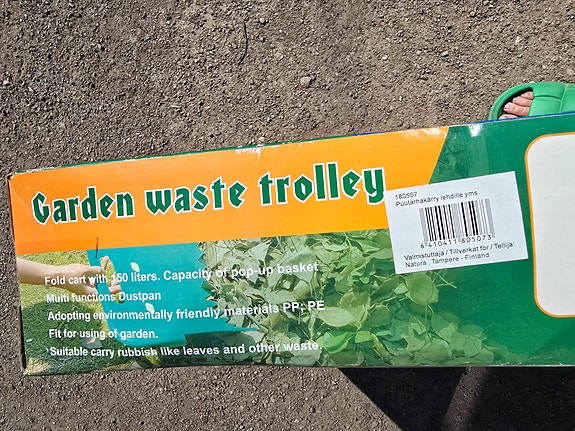 Garden waste trolley
180507
Puutarhakärry lehdille yms.
6 410411 805073
Valmistuttaja / Tillverkat for / Tellija:
Natura , Tampere - Finland
Fold cart with 150 liters. Capacity of pop-up basket
Multi functions Dustpan
Adopting environmentally friendly materials PP; PE
Fit for using of garden.
Suitable carry rubbish like leaves and other waste.